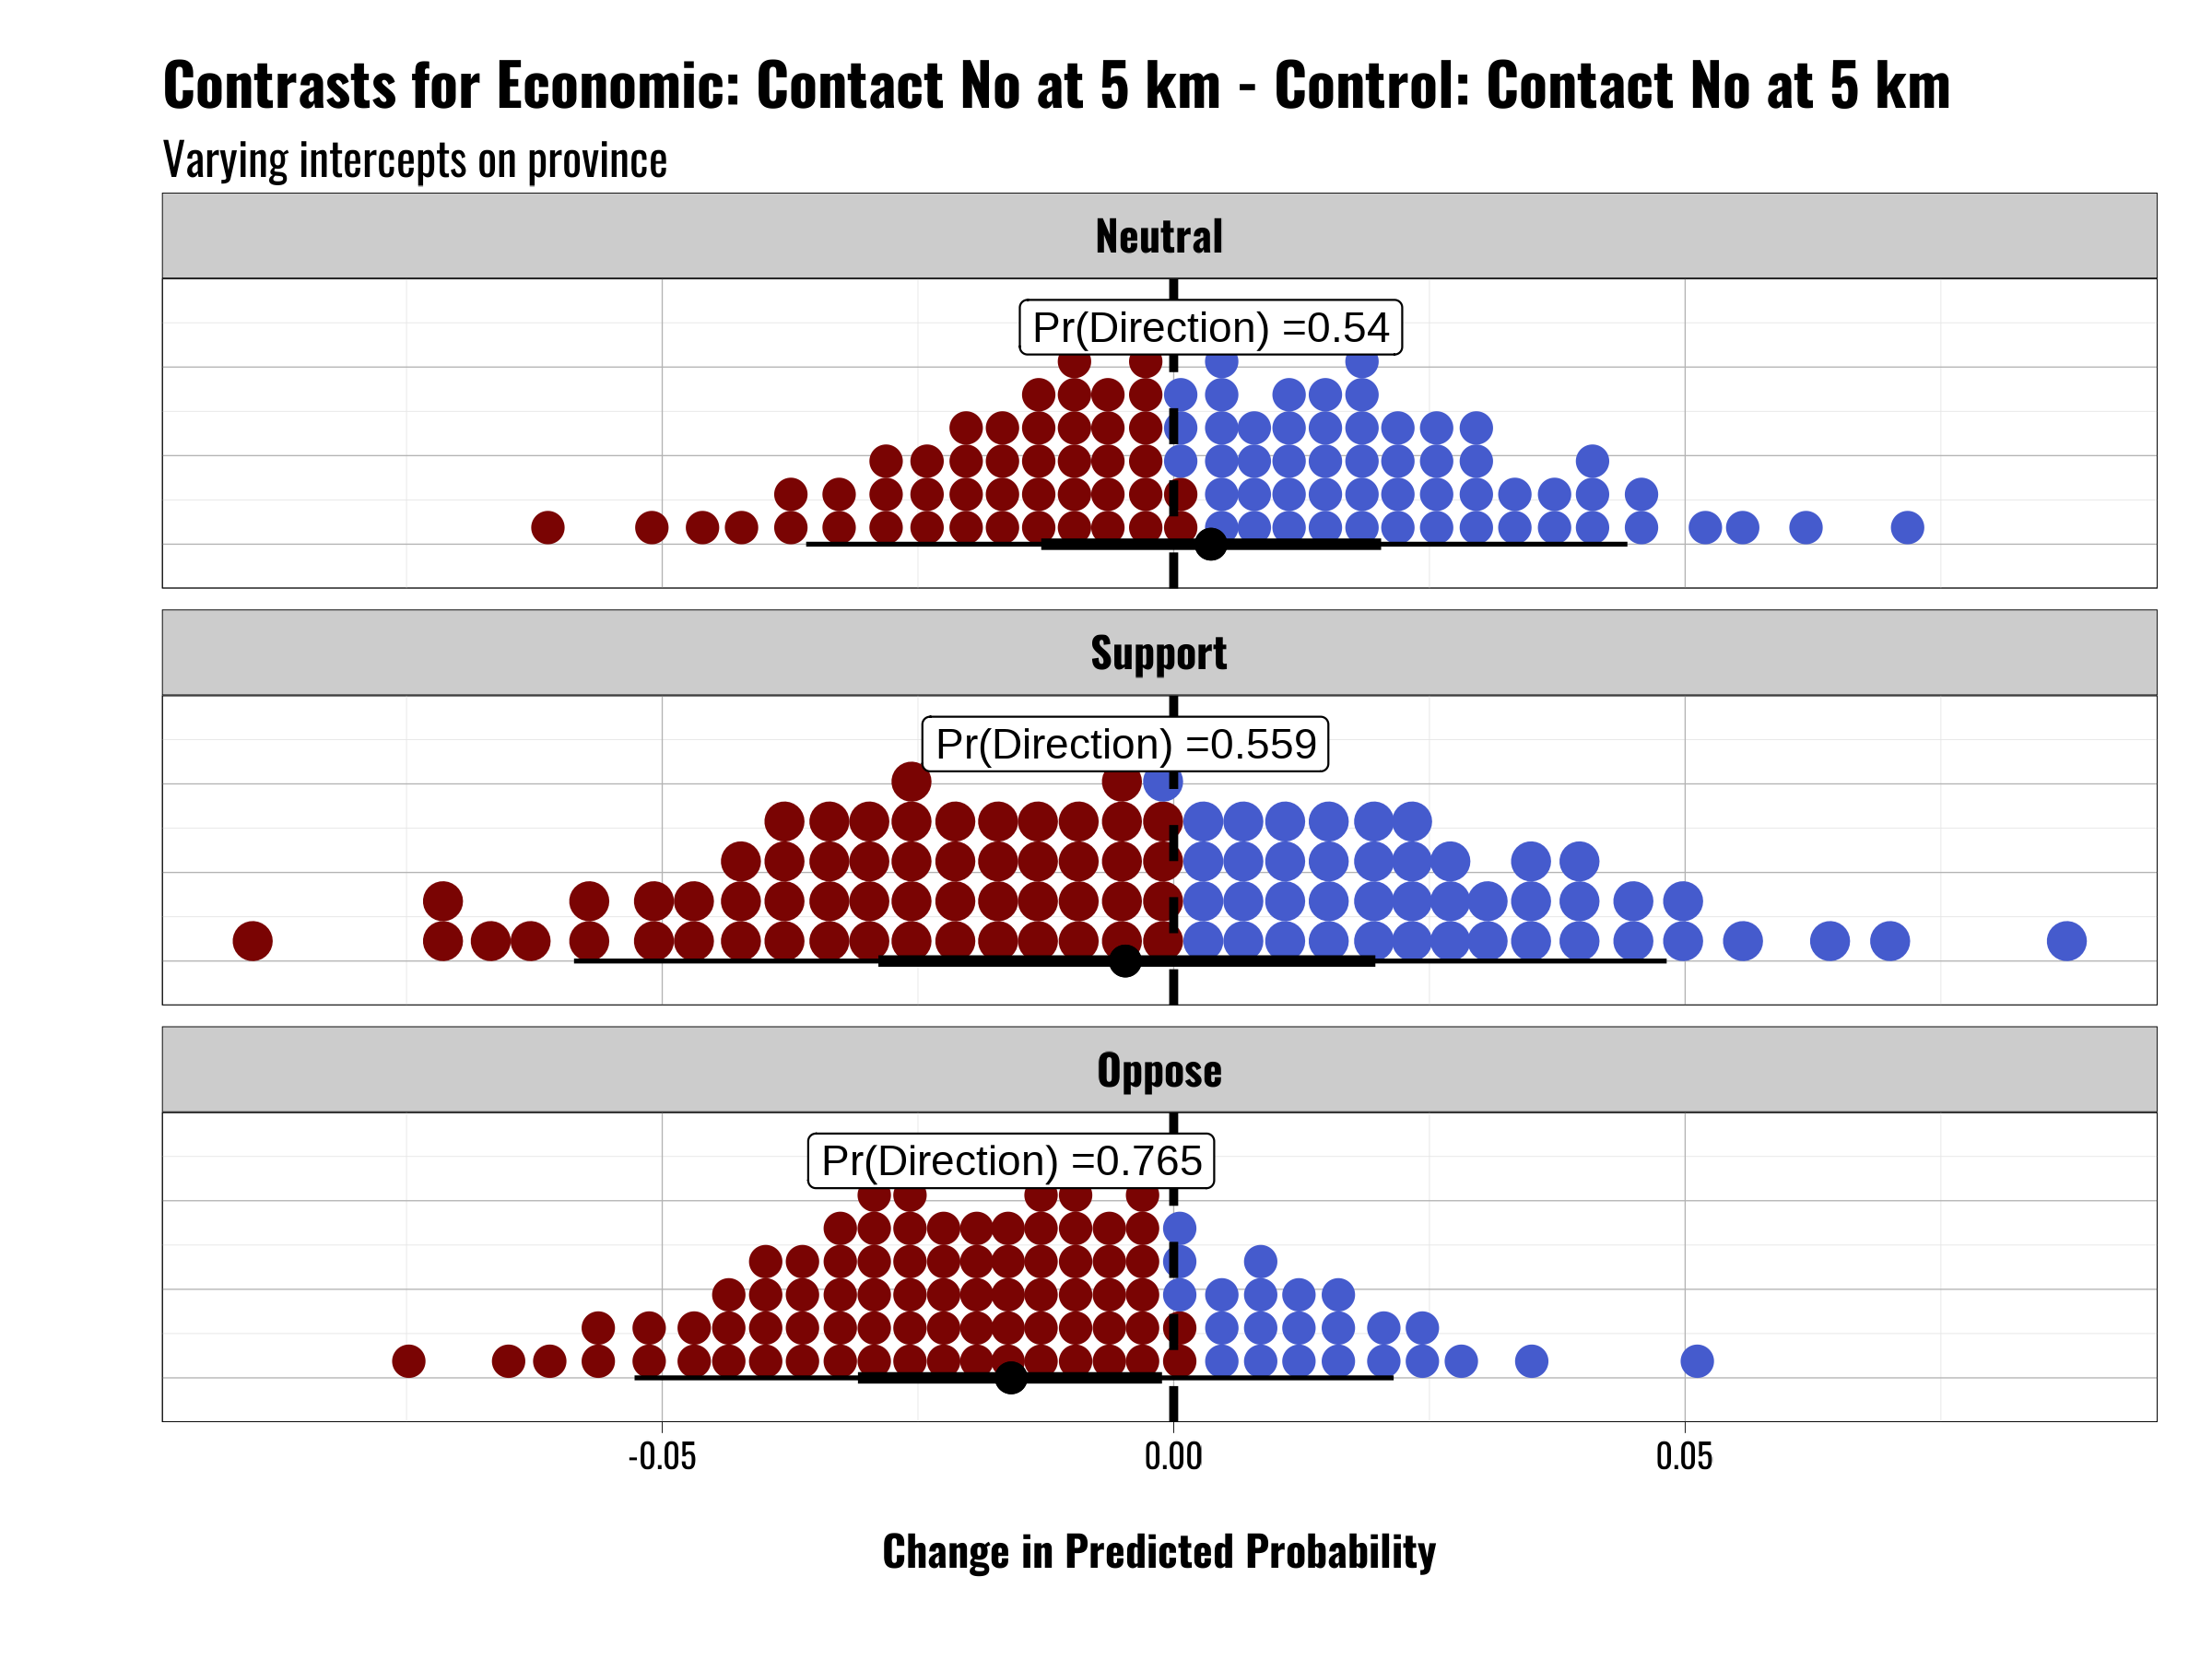 Contrasts for Economic: Contact No at 5 km - Control: Contact No at 5 km
Varying intercepts on province
Neutral
Pr(Direction) =0.54
Support
Pr(Direction) =0.559
Oppose
Pr(Direction) =0.765
-0.05 0.00 0.05
Change in Predicted Probability